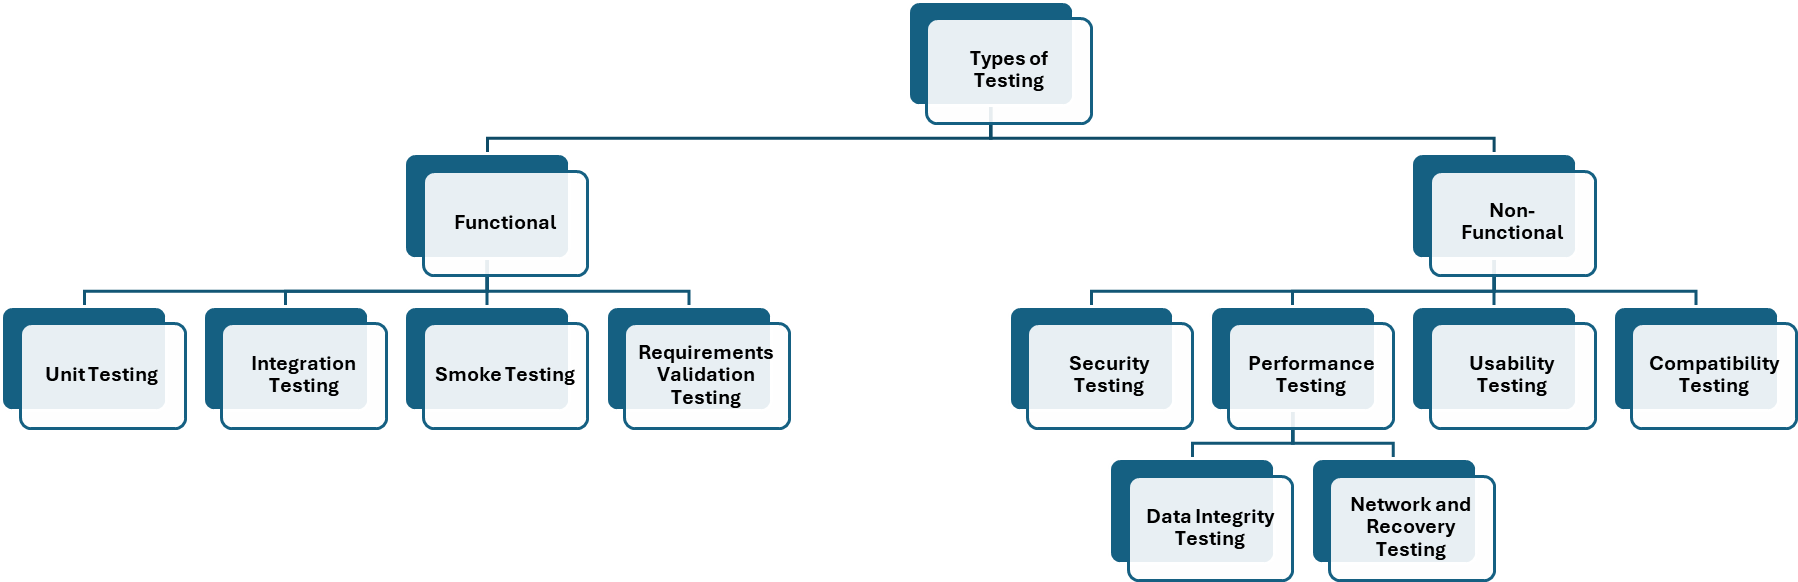 Types of
Testing
Functional
Non-
Functional
Unit Testing
Integration
Testing
Smoke Testing
Requirements
Validation
Testing
Security
Testing
Performance
Testing
Usability
Testing
Compatibility
Testing
Data Integrity
Testing
Network and
Recovery
Testing